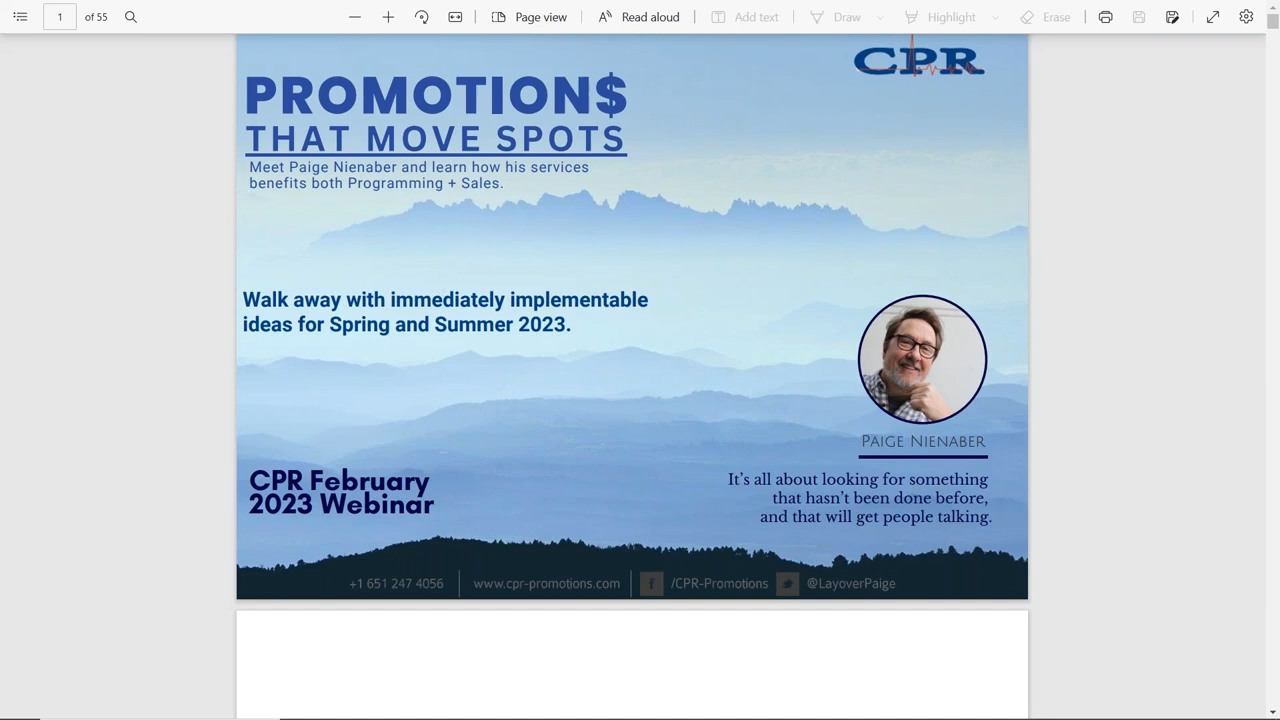 1
of 55
Page view
Read aloud
Add text
Draw
Highlight
Erase
CPR
PROMOTION$
THAT MOVE SPOTS
Meet Paige Nienaber and learn how his services
benefits both Programming + Sales.
Walk away with immediately implementable
ideas for Spring and Summer 2023.
PAIGE NIENABER
CPR February
2023 Webinar
It's all about looking for something
that hasn't been done before,
and that will get people talking.
+1 651 247 4056
www.cpr-promotions.com
f
/CPR-Promotions
@LayoverPaige